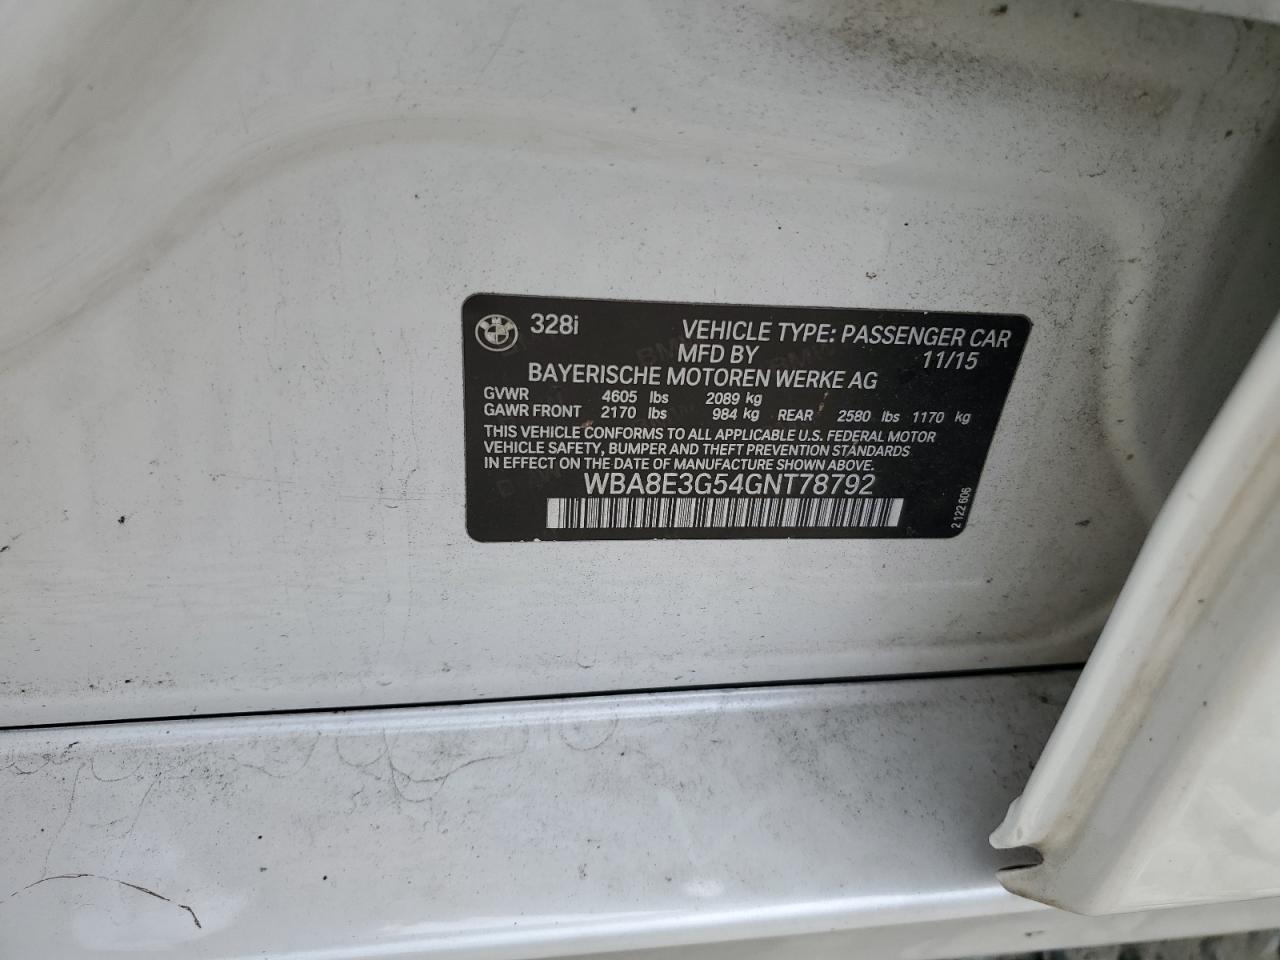 328i VEHICLE TYPE: PASSENGER CAR
MFD BY 11/15
BAYERISCHE MOTOREN WERKE AG
GVWR 4605 lbs 2089 kg
GAWR FRONT 2170 lbs 984 kg REAR 2580 lbs 1170 kg
THIS VEHICLE CONFORMS TO ALL APPLICABLE U.S. FEDERAL MOTOR
VEHICLE SAFETY, BUMPER AND THEFT PREVENTION STANDARDS
IN EFFECT ON THE DATE OF MANUFACTURE SHOWN ABOVE.
WBA8E3G54GNT78792
2 122 606